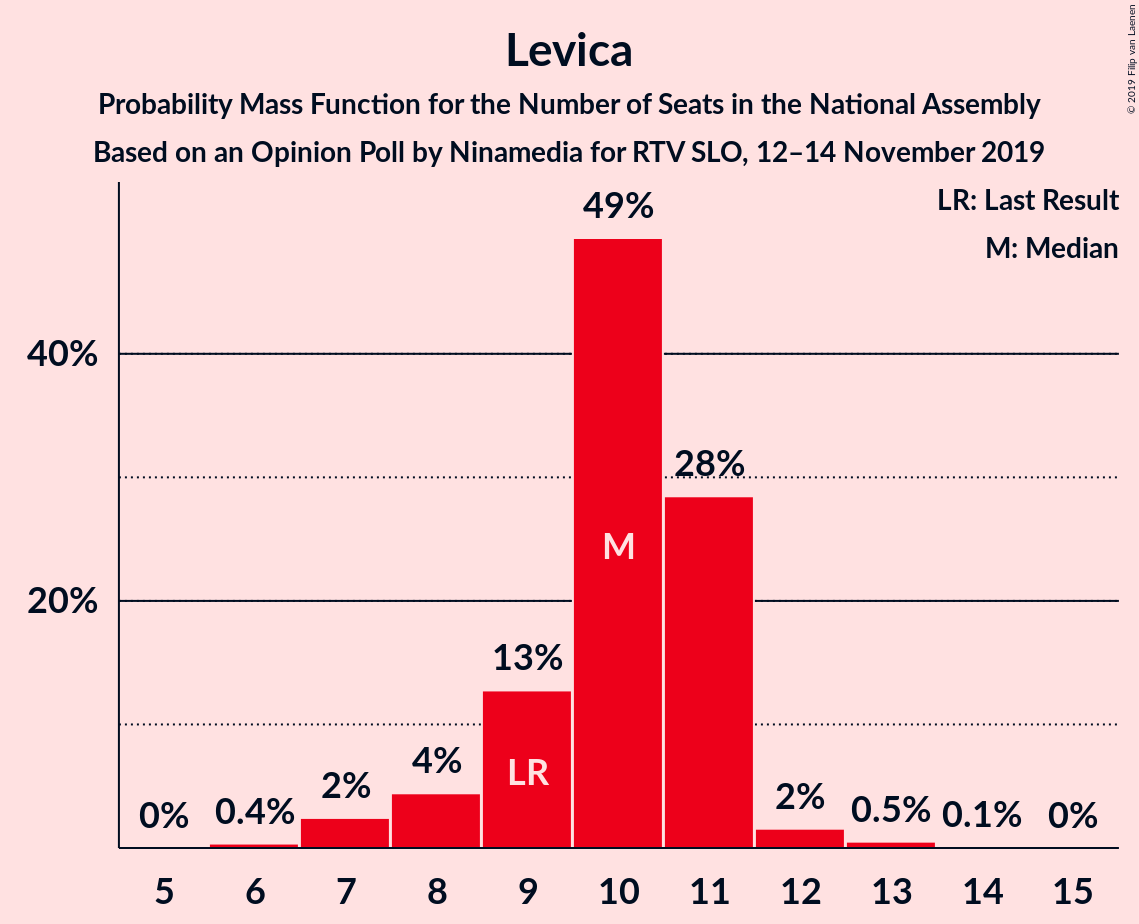 Levica
Probability Mass Function for the Number of Seats in the National Assembly
Based on an Opinion Poll by Ninamedia for RTV SLO, 12–14 November 2019
© 2019 Filip van Laenen
LR: Last Result
M: Median
49%
40%
28%
M
20%
13%
LR
4%
2%
0.4%
0%
2%
0.5%
0.1%
0%
5 6 7 8 9 10 11 12 13 14 15